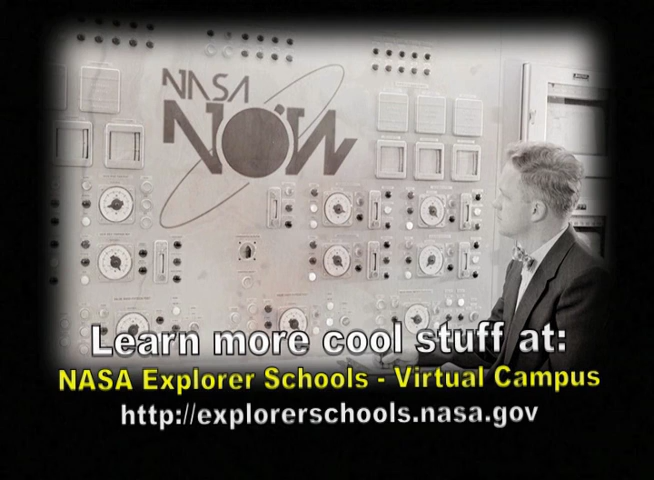 NASA
NOW
Learn more cool stuff at:
NASA Explorer Schools - Virtual Campus
http://explorerschools.nasa.gov